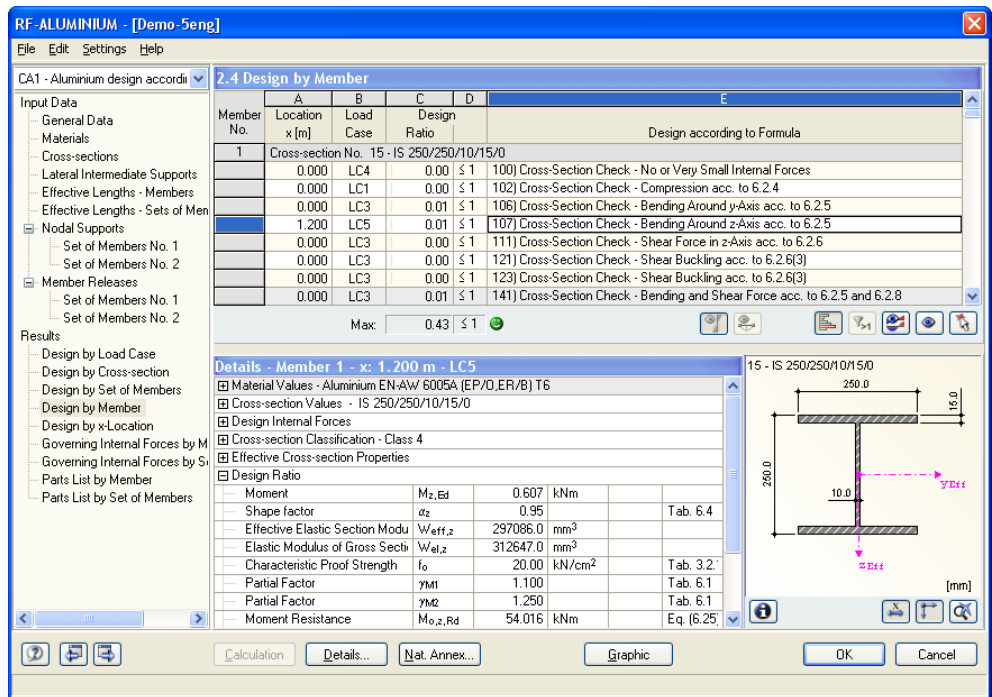 RF-ALUMINIUM - [Demo-5eng]
File Edit Settings Help
CA1 - Aluminium design accordi
Input Data
General Data
Materials
Cross-sections
Lateral Intermediate Supports
Effective Lengths - Members
Effective Lengths - Sets of Men
Nodal Supports
Set of Members No. 1
Set of Members No. 2
Member Releases
Set of Members No. 1
Set of Members No. 2
Results
Design by Load Case
Design by Cross-section
Design by Set of Members
Design by Member
Design by x-Location
Governing Internal Forces by M
Governing Internal Forces by S
Parts List by Member
Parts List by Set of Members
2.4 Design by Member
A B C D E
Member Location Load Design
No. x [m] Case Ratio Design according to Formula
1 Cross-section No. 15 - IS 250/250/10/15/0
0.000 LC4 0.00 ≤ 1 100) Cross-Section Check - No or Very Small Internal Forces
0.000 LC1 0.00 ≤ 1 102) Cross-Section Check - Compression acc. to 6.2.4
0.000 LC3 0.01 ≤ 1 106) Cross-Section Check - Bending Around y-Axis acc. to 6.2.5
1.200 LC5 0.01 ≤ 1 107) Cross-Section Check - Bending Around z-Axis acc. to 6.2.5
0.000 LC3 0.00 ≤ 1 111) Cross-Section Check - Shear Force in z-Axis acc. to 6.2.6
0.000 LC3 0.00 ≤ 1 121) Cross-Section Check - Shear Buckling acc. to 6.2.6(3)
0.000 LC3 0.00 ≤ 1 123) Cross-Section Check - Shear Buckling acc. to 6.2.6(3)
0.000 LC3 0.01 ≤ 1 141) Cross-Section Check - Bending and Shear Force acc. to 6.2.5 and 6.2.8
Max: 0.43 ≤ 1
Details - Member 1 - x: 1.200 m - LC5
Material Values - Aluminium EN-AW 6005A (EP/O,ER/B) T6
Cross-section Values - IS 250/250/10/15/0
Design Internal Forces
Cross-section Classification - Class 4
Effective Cross-section Properties
Design Ratio
Moment Mz,Ed 0.607 kNm
Shape factor αz 0.95 Tab. 6.4
Effective Elastic Section Modu Weff,z 297086.0 mm³
Elastic Modulus of Gross Secti Wel,z 312647.0 mm³
Characteristic Proof Strength fo 20.00 kN/cm² Tab. 3.2.
Partial Factor γM1 1.100 Tab. 6.1
Partial Factor γM2 1.250 Tab. 6.1
Moment Resistance Mo,z,Rd 54.016 kNm Eq. (6.25)
15 - IS 250/250/10/15/0
250.0
15.0
250.0
10.0
yEff
zEff
[mm]
Calculation Details... Nat. Annex... Graphic OK Cancel